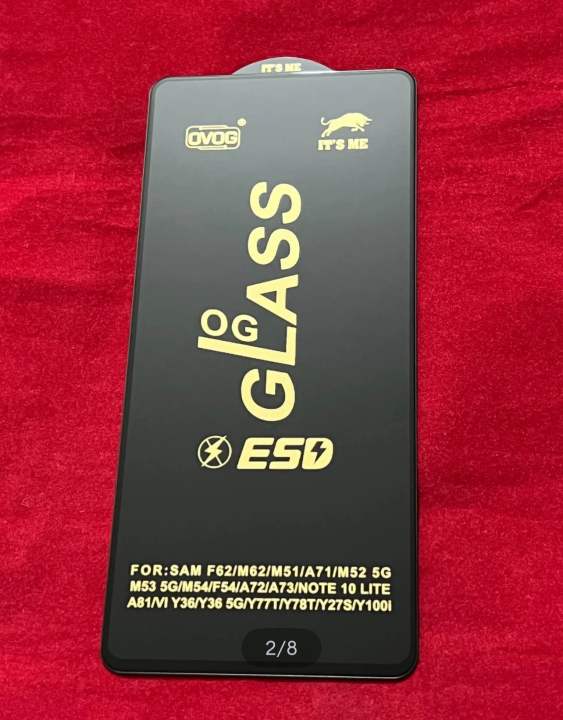 IT'S ME
OVOG®
IT'S ME
OG GLASS
ESD
FOR:SAM F62/M62/M51/A71/M52 5G
M53 5G/M54/F54/A72/A73/NOTE 10 LITE
A81/VI Y36/Y36 5G/Y77T/Y78T/Y27S/Y100i
2/8